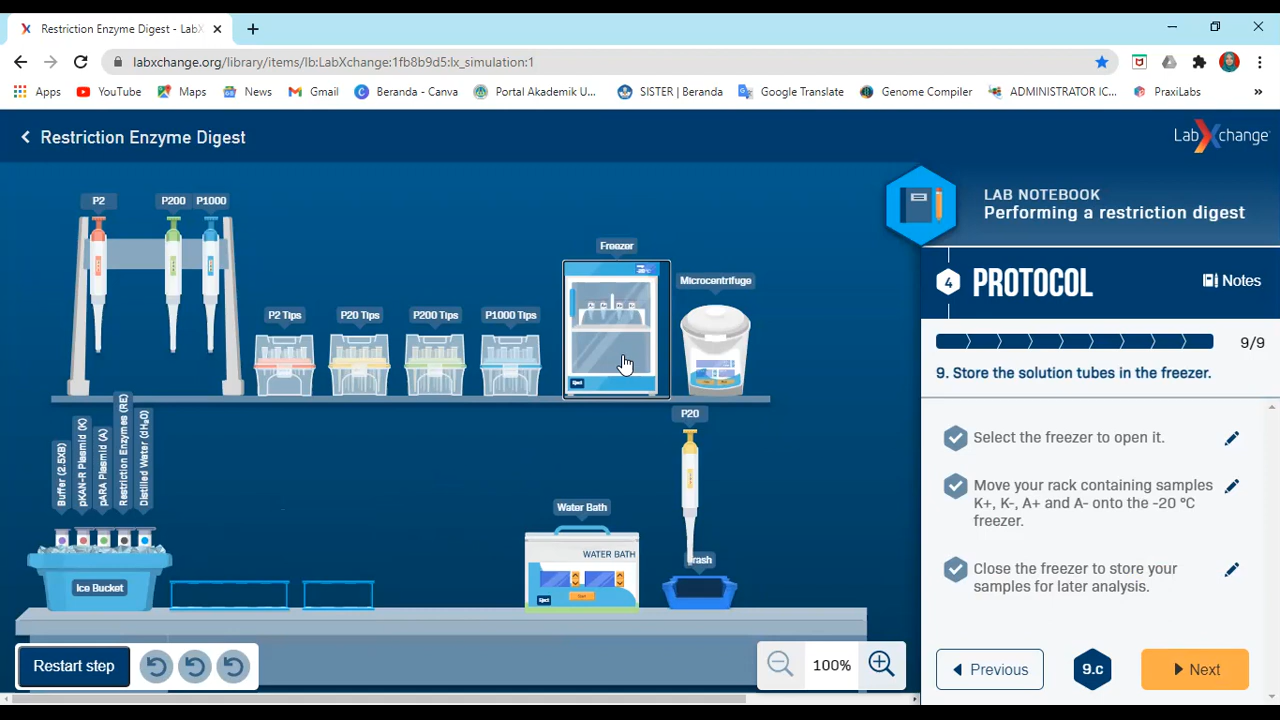 Restriction Enzyme Digest - LabX
labxchange.org/library/items/lb:LabXchange:1fb8b9d5:lx_simulation:1
Apps YouTube Maps News Gmail Beranda - Canva Portal Akademik U... SISTER | Beranda Google Translate Genome Compiler ADMINISTRATOR IC... PraxiLabs »
Restriction Enzyme Digest
LabXchange
LAB NOTEBOOK
Performing a restriction digest
4 PROTOCOL Notes
9/9
9. Store the solution tubes in the freezer.
Select the freezer to open it.
Move your rack containing samples
K+, K-, A+ and A- onto the -20 °C
freezer.
Close the freezer to store your
samples for later analysis.
Previous 9.c Next
P2 P200 P1000
Freezer
Microcentrifuge
P2 Tips P20 Tips P200 Tips P1000 Tips
Eject
P20
Buffer (2.5XB)
pKAN-R Plasmid (K)
pARA Plasmid (A)
Restriction Enzymes (RE)
Distilled Water (dH₂O)
Water Bath
WATER BATH
Eject Start
Ice Bucket
Restart step
100%